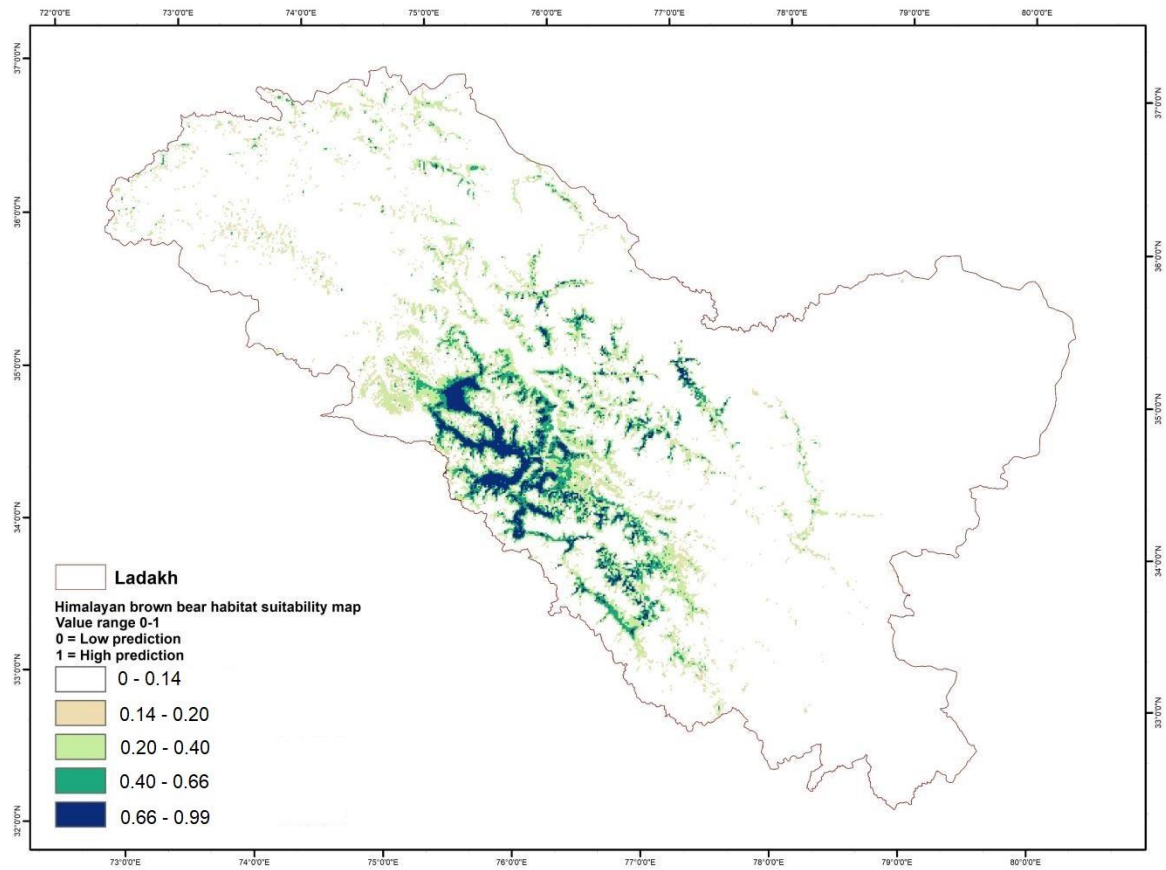 72°0'0"E 73°0'0"E 74°0'0"E 75°0'0"E 76°0'0"E 77°0'0"E 78°0'0"E 79°0'0"E 80°0'0"E
37°0'0"N
36°0'0"N
35°0'0"N
34°0'0"N
33°0'0"N
32°0'0"N
37°0'0"N
36°0'0"N
35°0'0"N
34°0'0"N
33°0'0"N
Ladakh
Himalayan brown bear habitat suitability map
Value range 0-1
0 = Low prediction
1 = High prediction
0 - 0.14
0.14 - 0.20
0.20 - 0.40
0.40 - 0.66
0.66 - 0.99
73°0'0"E 74°0'0"E 75°0'0"E 76°0'0"E 77°0'0"E 78°0'0"E 79°0'0"E 80°0'0"E